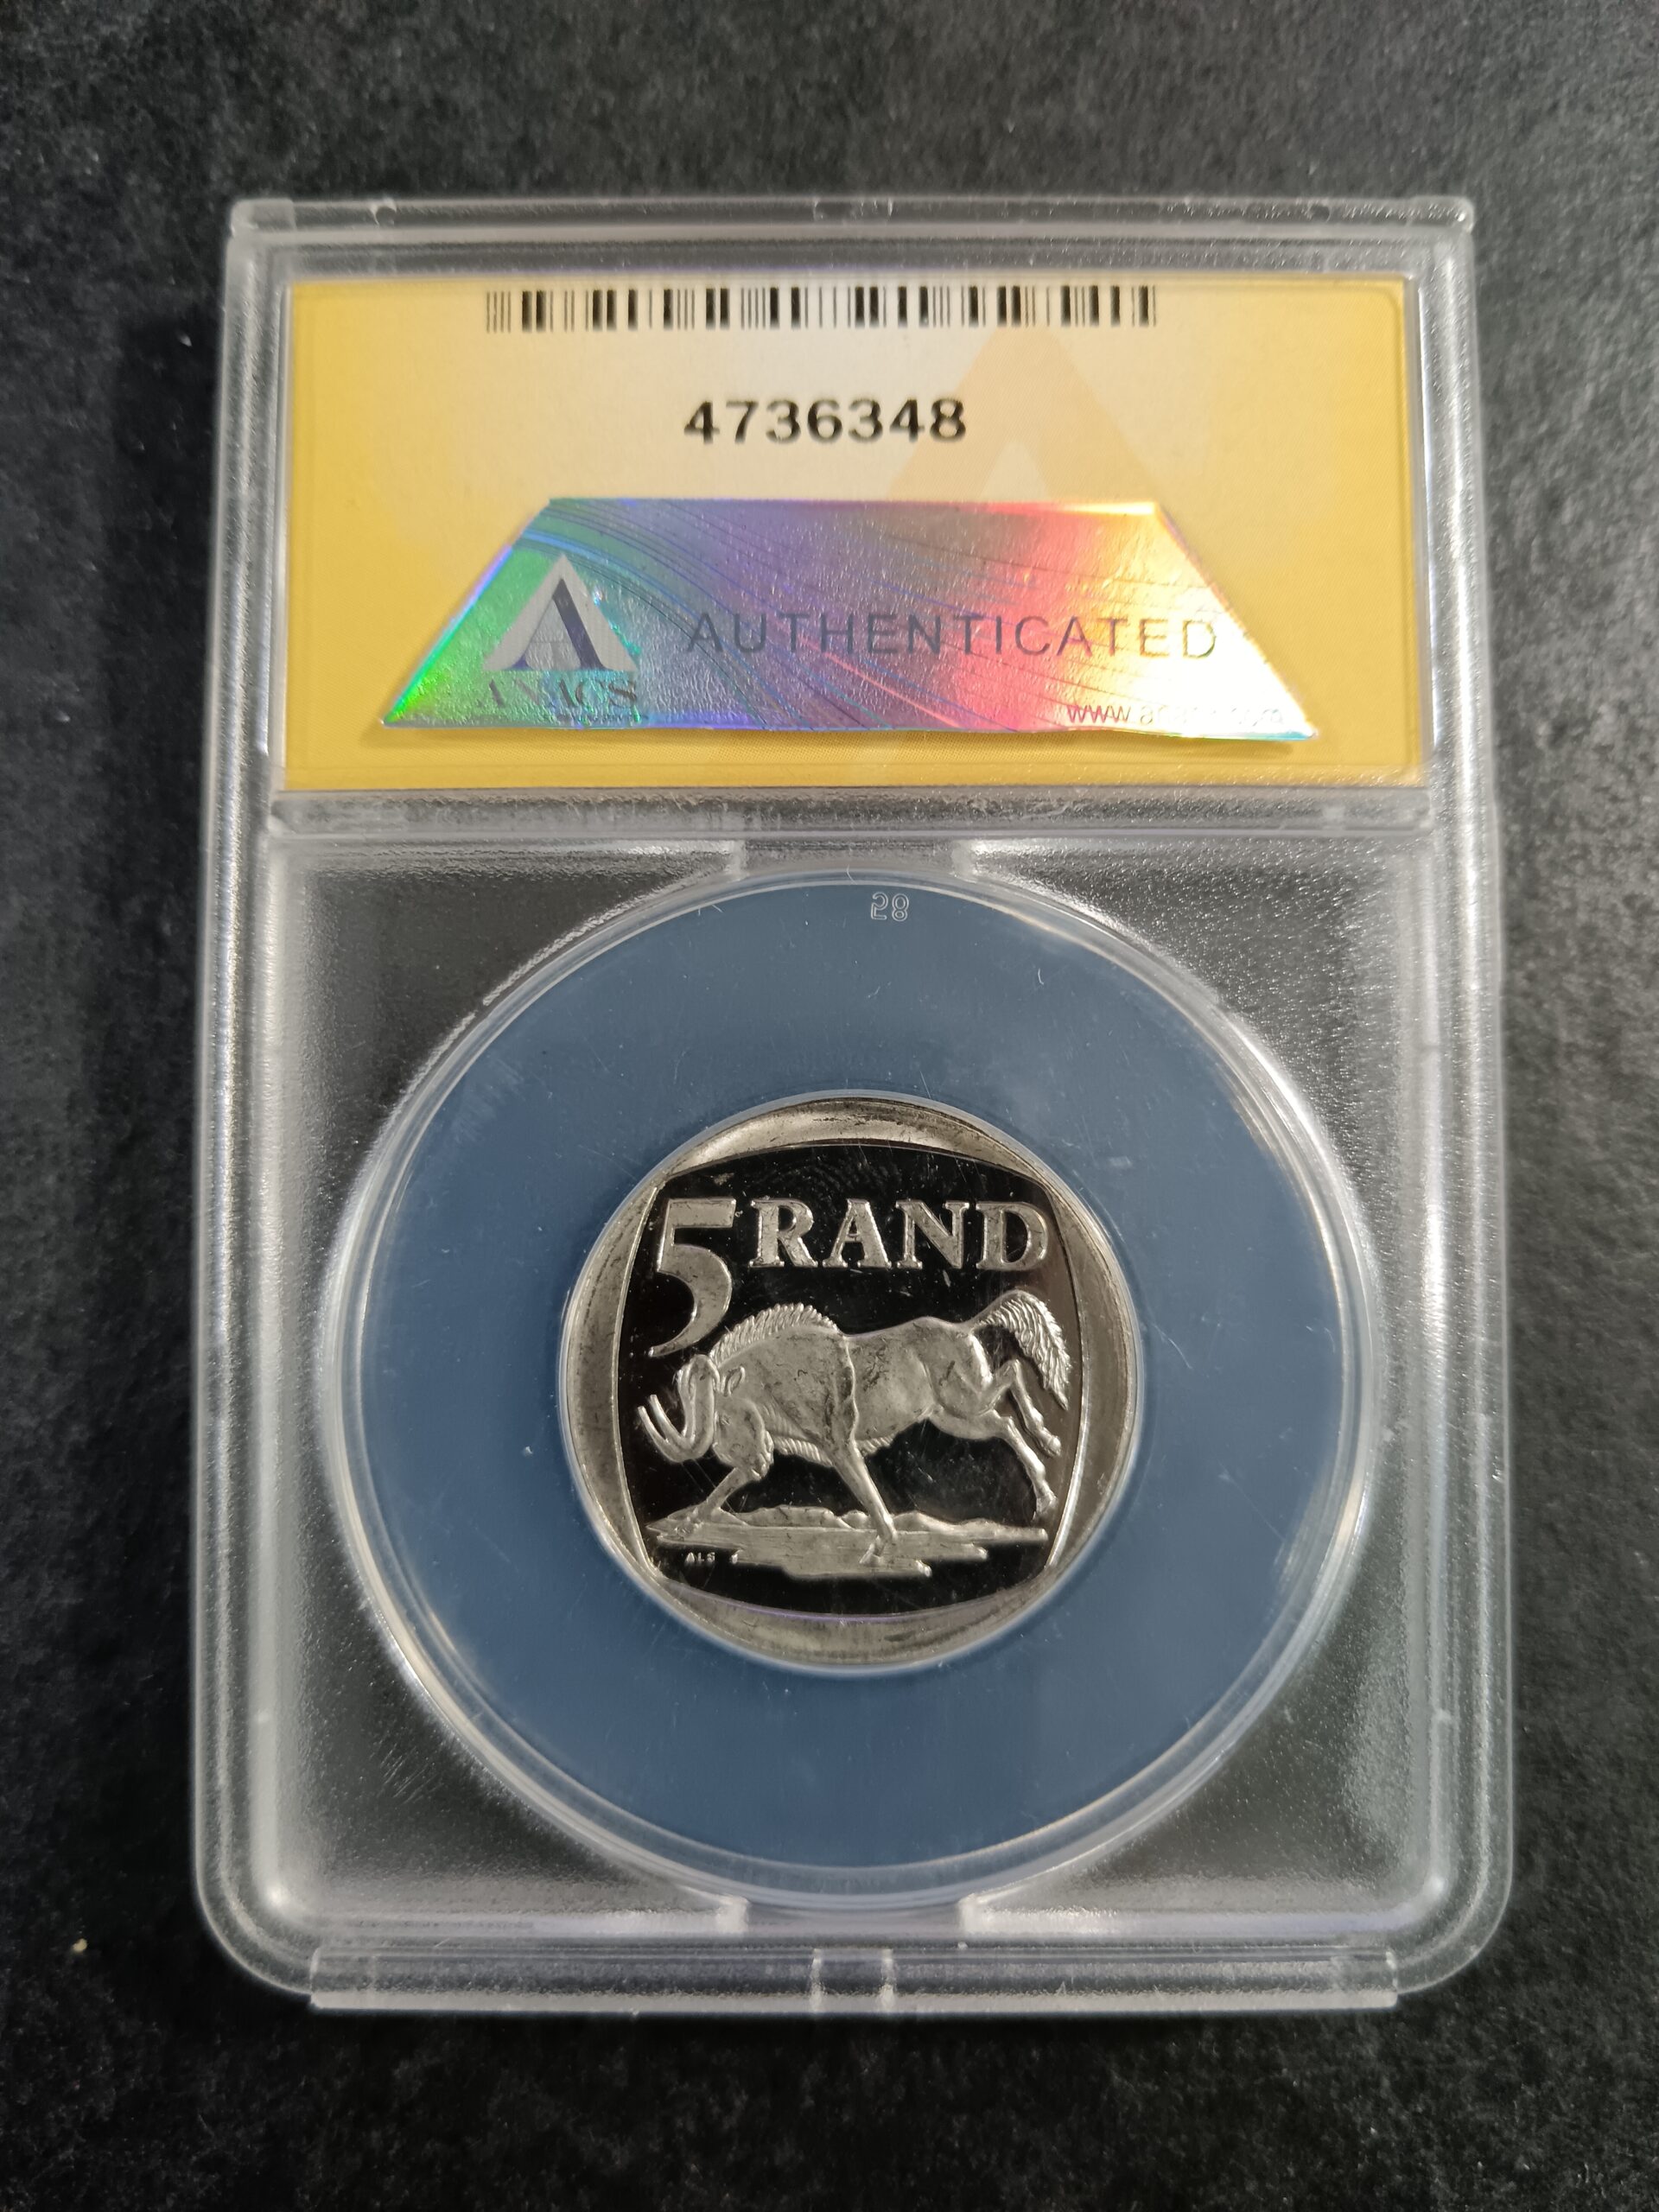 4736348
AUTHENTICATED
ANACS
28
5 RAND
ALS